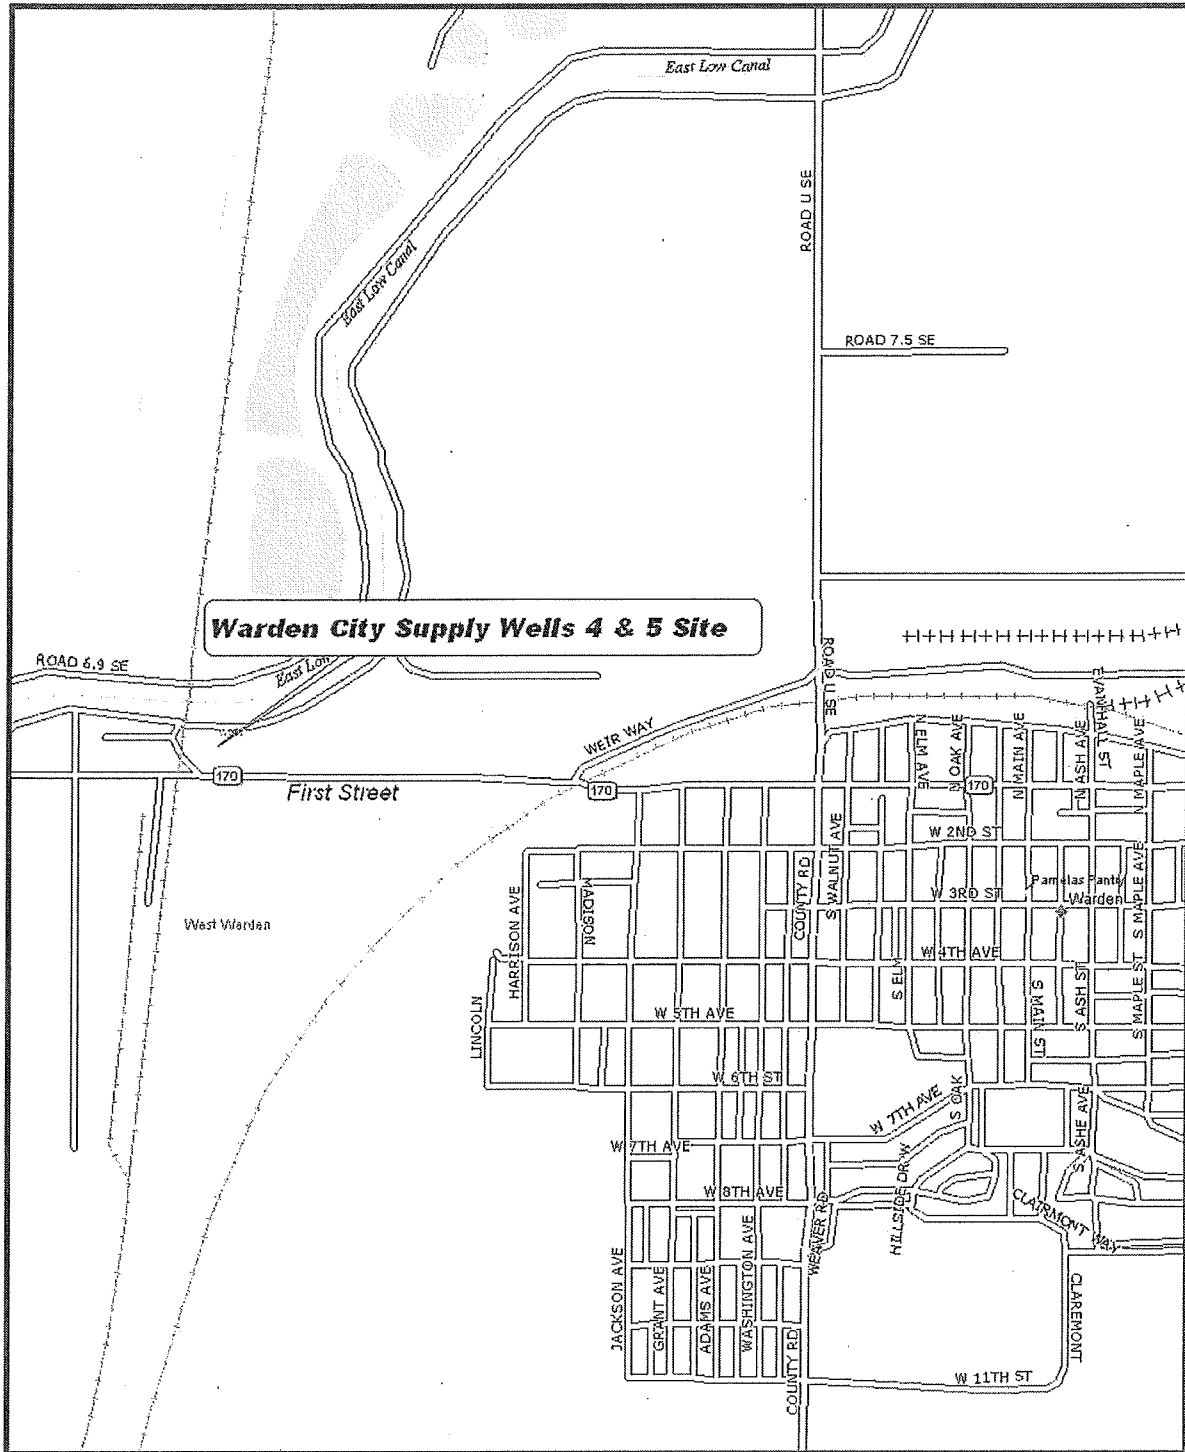 East Low Canal
ROAD U SE
East Low Canal
ROAD 7.5 SE
Warden City Supply Wells 4 & 5 Site
ROAD 6.9 SE
East Low
ROAD U SE
WEIR WAY
170
First Street
170
N ELM AVE
N OAK AVE
170
N MAIN AVE
N ASH AVE
EVANHALL ST
N MAPLE AVE
W 2ND ST
S WALNUT AVE
COUNTY RD
W 3RD ST
Pamelas Pantry
Warden
S MAPLE AVE
MADISON
HARRISON AVE
West Warden
W 4TH AVE
S ELM
LINCOLN
W 5TH AVE
S MAIN ST
S ASH ST
S MAPLE ST
W 6TH ST
S OAK
W 7TH AVE
W 7TH AVE
S ASHE AVE
HILLSIDE DR W
W 8TH AVE
CLAIRMONT WAY
WEAVER RD
JACKSON AVE
GRANT AVE
ADAMS AVE
WASHINGTON AVE
COUNTY RD
CLAREMONT
W 11TH ST